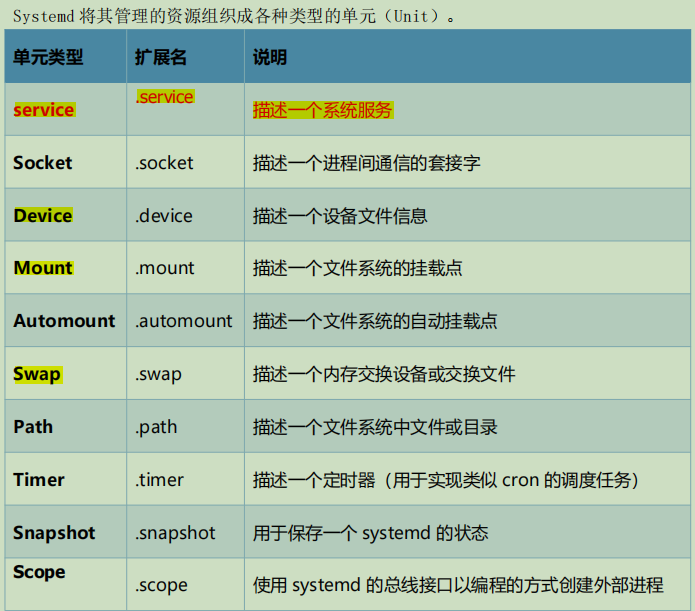 Systemd 将其管理的资源组织成各种类型的单元（Unit）。
单元类型 扩展名 说明
service .service 描述一个系统服务
Socket .socket 描述一个进程间通信的套接字
Device .device 描述一个设备文件信息
Mount .mount 描述一个文件系统的挂载点
Automount .automount 描述一个文件系统的自动挂载点
Swap .swap 描述一个内存交换设备或交换文件
Path .path 描述一个文件系统中文件或目录
Timer .timer 描述一个定时器（用于实现类似 cron 的调度任务）
Snapshot .snapshot 用于保存一个 systemd 的状态
Scope .scope 使用 systemd 的总线接口以编程的方式创建外部进程